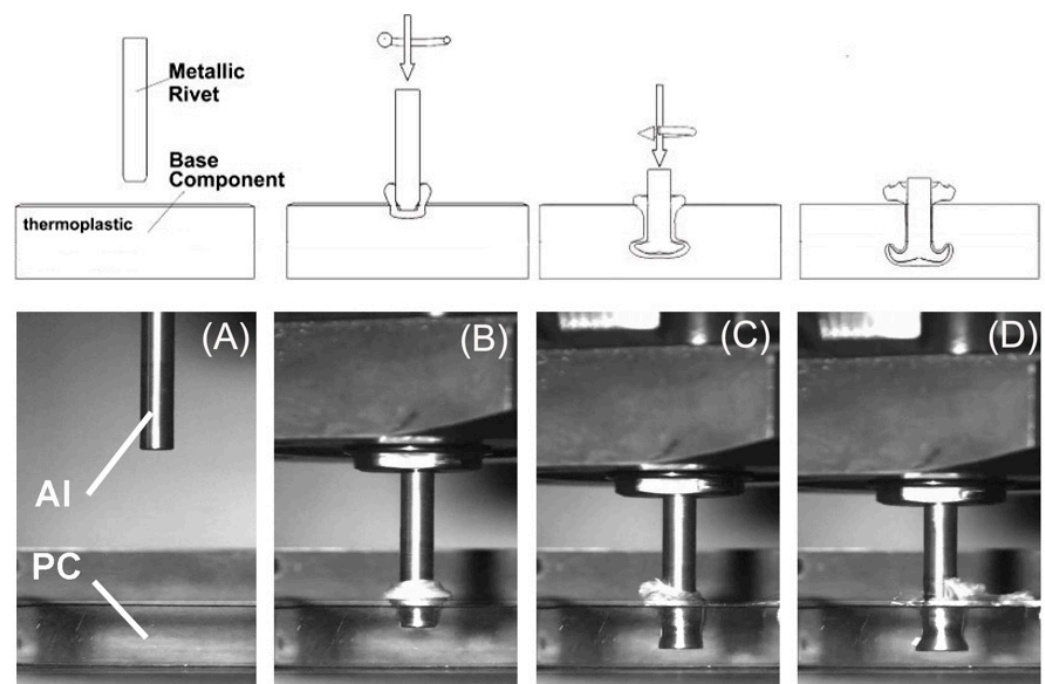 Metallic
Rivet
Base
Component
thermoplastic
(A)
(B)
(C)
(D)
Al
PC